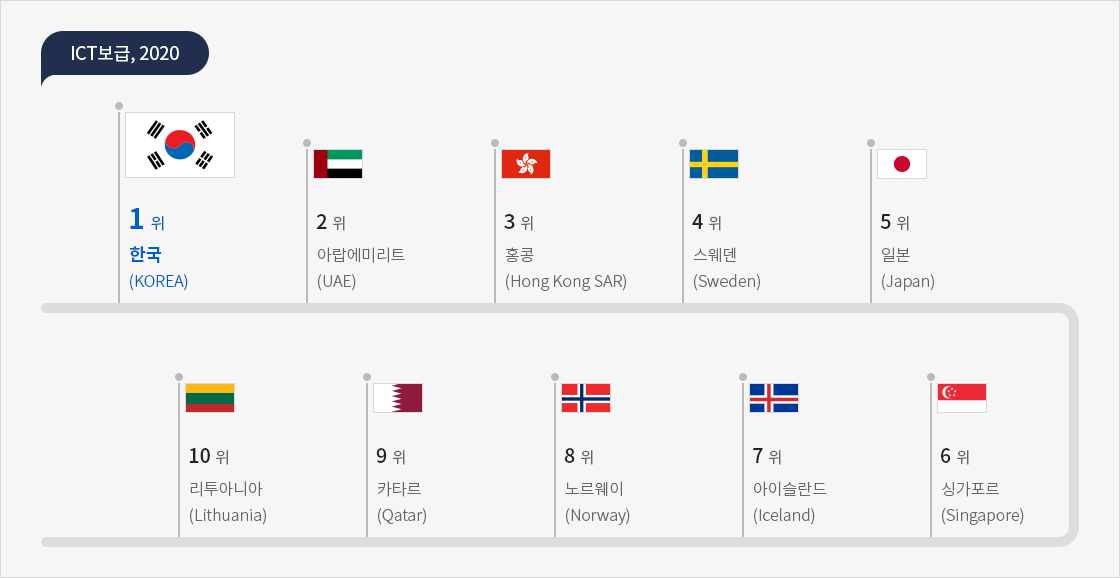 ICT보급, 2020
1 위
한국
(KOREA)
2 위
아랍에미리트
(UAE)
3 위
홍콩
(Hong Kong SAR)
4 위
스웨덴
(Sweden)
5 위
일본
(Japan)
10 위
리투아니아
(Lithuania)
9 위
카타르
(Qatar)
8 위
노르웨이
(Norway)
7 위
아이슬란드
(Iceland)
6 위
싱가포르
(Singapore)